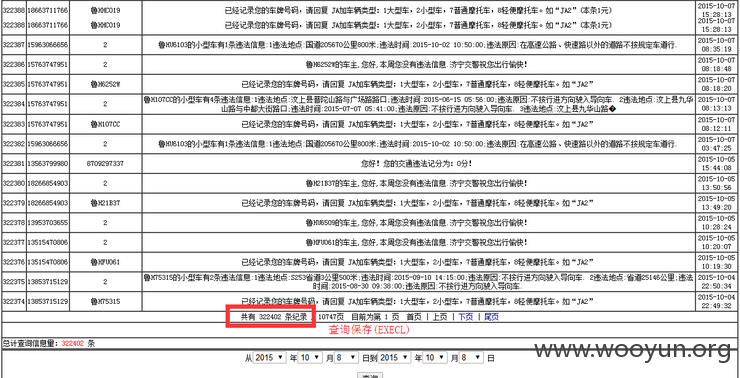 322388 18663711766 鲁HMC019 已经记录您的车牌号码，请回复 JA加车辆类型：1大型车，2小型车，7普通摩托车，8轻便摩托车。如“JA2”（本条1元） 2015-10-07 15:28:13
322388 18663711766 鲁HMC019 已经记录您的车牌号码，请回复 JA加车辆类型：1大型车，2小型车，7普通摩托车，8轻便摩托车。如“JA2”（本条1元） 2015-10-07 15:28:13
322387 15963066656 2 鲁HU6103的小型车有1条违法信息:1违法地点:国道205670公里800米;违法时间:2015-10-02 10:50:00;违法原因:在高速公路、快速路以外的道路不按规定车道行. 2015-10-07 08:35:19
322386 15763747951 2 鲁H6252W的车主,您好,本周您没有违法信息.济宁交警祝您出行愉快! 2015-10-07 08:18:48
322385 15763747951 鲁H6252W 已经记录您的车牌号码，请回复 JA加车辆类型：1大型车，2小型车，7普通摩托车，8轻便摩托车。如“JA2” 2015-10-07 08:18:20
322384 15763747951 2 鲁H107CC的小型车有4条违法信息:1违法地点:汶上县普陀山路与广场路路口;违法时间:2015-06-15 05:56:00;违法原因:不按行进方向驶入导向车. 2违法地点:汶上县九华
山路与中都大街路口;违法时间:2015-07-07 05:41:00;违法原因:不按行进方向驶入导向车. 3违法地点:汶上县九华山路� 2015-10-07 08:13:13
322383 15763747951 鲁H107CC 已经记录您的车牌号码，请回复 JA加车辆类型：1大型车，2小型车，7普通摩托车，8轻便摩托车。如“JA2” 2015-10-07 08:12:11
322382 15963066656 2 鲁HU6103的小型车有1条违法信息:1违法地点:国道205670公里800米;违法时间:2015-10-02 10:50:00;违法原因:在高速公路、快速路以外的道路不按规定车道行. 2015-10-07 03:47:25
322381 13563799980 8709297337 您好！您的交通违法记分为：0分！ 2015-10-05 15:44:08
322380 18266854903 2 鲁H21B37的车主,您好,本周您没有违法信息.济宁交警祝您出行愉快! 2015-10-05 13:50:56
322379 18266854903 鲁H21B37 已经记录您的车牌号码，请回复 JA加车辆类型：1大型车，2小型车，7普通摩托车，8轻便摩托车。如“JA2” 2015-10-05 13:49:20
322378 13953703655 2 鲁HU6509的车主,您好,本周您没有违法信息.济宁交警祝您出行愉快! 2015-10-05 10:28:24
322377 13515470806 2 鲁HFU061的车主,您好,本周您没有违法信息.济宁交警祝您出行愉快! 2015-10-05 10:20:07
322376 13515470806 鲁HFU061 已经记录您的车牌号码，请回复 JA加车辆类型：1大型车，2小型车，7普通摩托车，8轻便摩托车。如“JA2” 2015-10-05 10:19:30
322375 13853715129 2 鲁H75315的小型车有2条违法信息:1违法地点:S253省道3公里500米;违法时间:2015-09-10 14:15:00;违法原因:不按行进方向驶入导向车. 2违法地点:省道25146公里;违法
时间:2015-08-30 09:38:00;违法原因:不按行进方向驶入导向车. 2015-10-04 22:50:34
322374 13853715129 鲁H75315 已经记录您的车牌号码，请回复 JA加车辆类型：1大型车，2小型车，7普通摩托车，8轻便摩托车。如“JA2” 2015-10-04 22:49:32
共有 322402 条纪录 10747页 目前为第 1 页 首页 | 上页 | 下页 | 尾页
查询保存(EXECL)
总计查询信息量：322402 条
www.wooyun.org
从 2015 年 10 月 8 日到 2015 年 10 月 8 日
查询